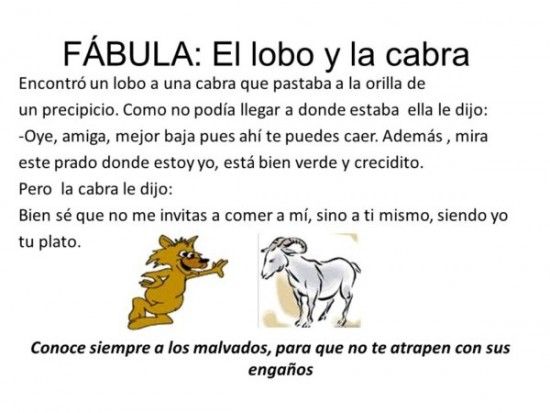 FÁBULA: El lobo y la cabra
Encontró un lobo a una cabra que pastaba a la orilla de
un precipicio. Como no podía llegar a donde estaba ella le dijo:
-Oye, amiga, mejor baja pues ahí te puedes caer. Además , mira
este prado donde estoy yo, está bien verde y crecidito.
Pero la cabra le dijo:
Bien sé que no me invitas a comer a mí, sino a ti mismo, siendo yo
tu plato.
Conoce siempre a los malvados, para que no te atrapen con sus
engaños